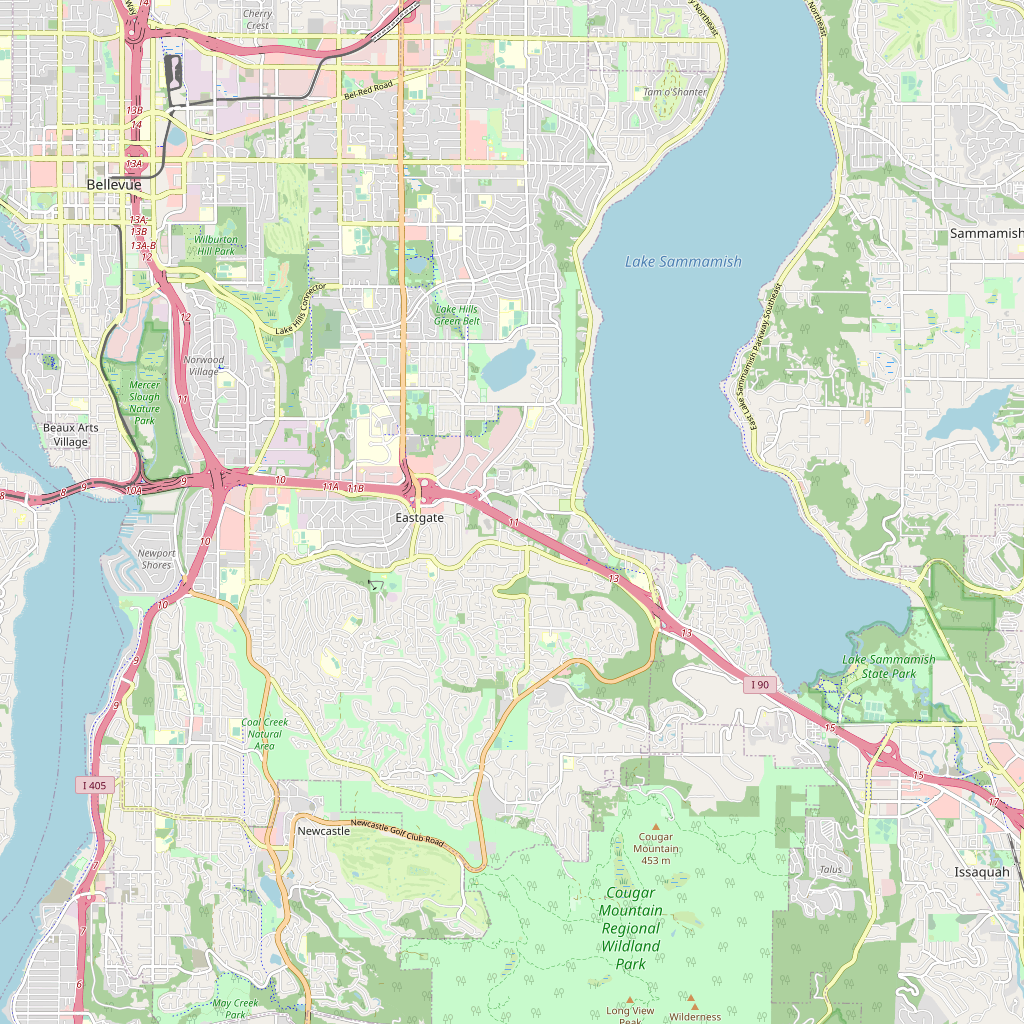 14
Cherry
Crest
Bel-Red Road
Tam o'Shanter
13B
14
13A
Bellevue
13A;
13B
13A-B
12
Wilburton
Hill Park
Sammamish
Lake Sammamish
Lake Hills Connector
Lake Hills
Green Belt
East Lake Sammamish Parkway Southeast
12
Norwood
Village
11
Mercer
Slough
Nature
Park
Beaux Arts
Village
8
8
9
10A
9
10
11A
11B
Eastgate
11
10
Newport
Shores
13
10
13
9
Lake Sammamish
State Park
I 90
9
15
Coal Creek
Natural
Area
15
I 405
17
Newcastle
Newcastle Golf Club Road
Cougar
Mountain
453 m
Talus
Issaquah
Cougar
Mountain
Regional
Wildland
Park
7
6
May Creek
Park
Long View
Peak
Wilderness